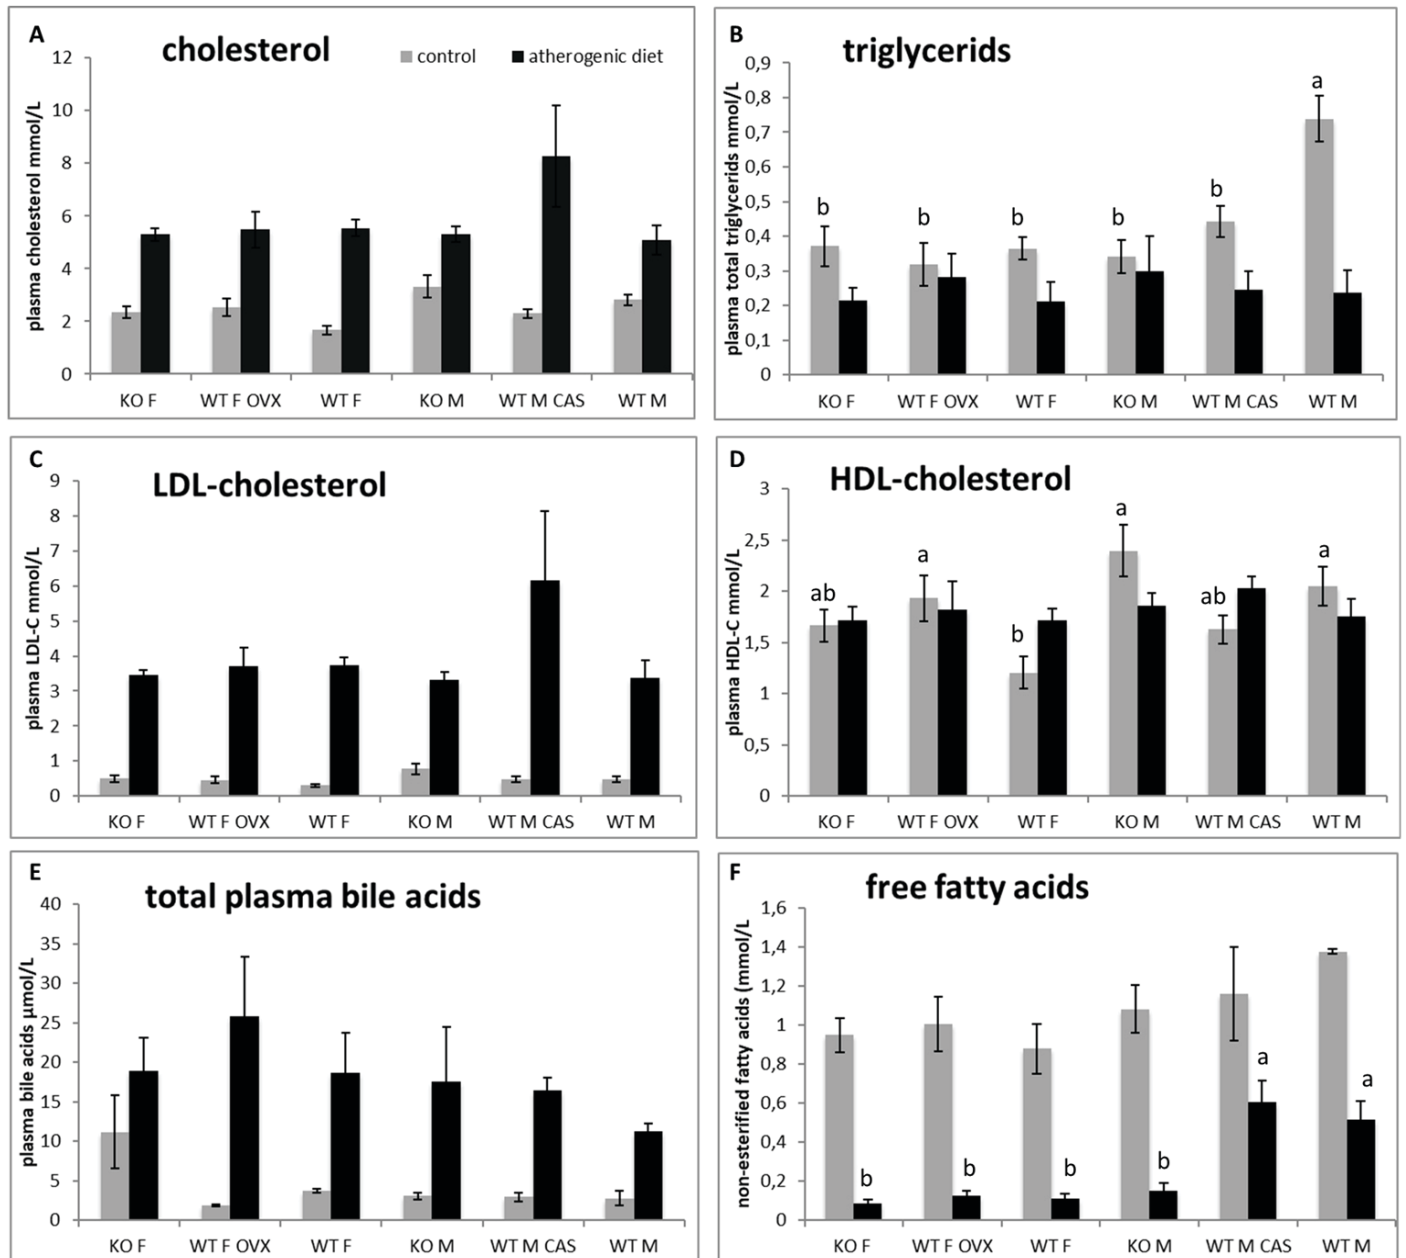 A
cholesterol
control
atherogenic diet
plasma cholesterol mmol/L
12
10
8
6
4
2
0
KO F
WT F OVX
WT F
KO M
WT M CAS
WT M
B
triglycerids
plasma total triglycerids mmol/L
0,9
0,8
0,7
0,6
0,5
0,4
0,3
0,2
0,1
0
b
b
b
b
b
a
KO F
WT F OVX
WT F
KO M
WT M CAS
WT M
C
LDL-cholesterol
plasma LDL-C mmol/L
9
8
7
6
5
4
3
2
1
0
KO F
WT F OVX
WT F
KO M
WT M CAS
WT M
D
HDL-cholesterol
plasma HDL-C mmol/L
3
2,5
2
1,5
1
0,5
0
ab
a
b
a
ab
a
KO F
WT F OVX
WT F
KO M
WT M CAS
WT M
E
total plasma bile acids
plasma bile acids µmol/L
40
35
30
25
20
15
10
5
0
KO F
WT F OVX
WT F
KO M
WT M CAS
WT M
F
free fatty acids
non-esterified fatty acids (mmol/L
1,6
1,4
1,2
1
0,8
0,6
0,4
0,2
0
b
b
b
b
a
a
KO F
WT F OVX
WT F
KO M
WT M CAS
WT M